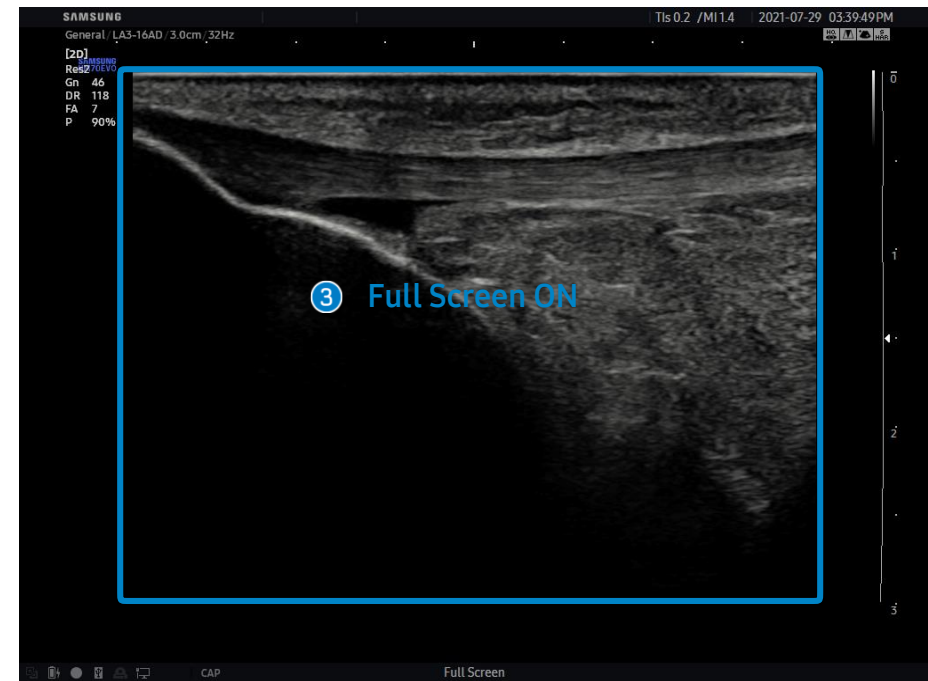 SAMSUNG
TIs 0.2 / MI 1.4 2021-07-29 03:39:49PM
General / LA3-16AD / 3.0cm / 32Hz
[2D]
SAMSUNG
Res2
Gn 46
DR 118
FA 7
P 90%
HAR
0
1
2
3
3 Full Screen ON
CAP
Full Screen